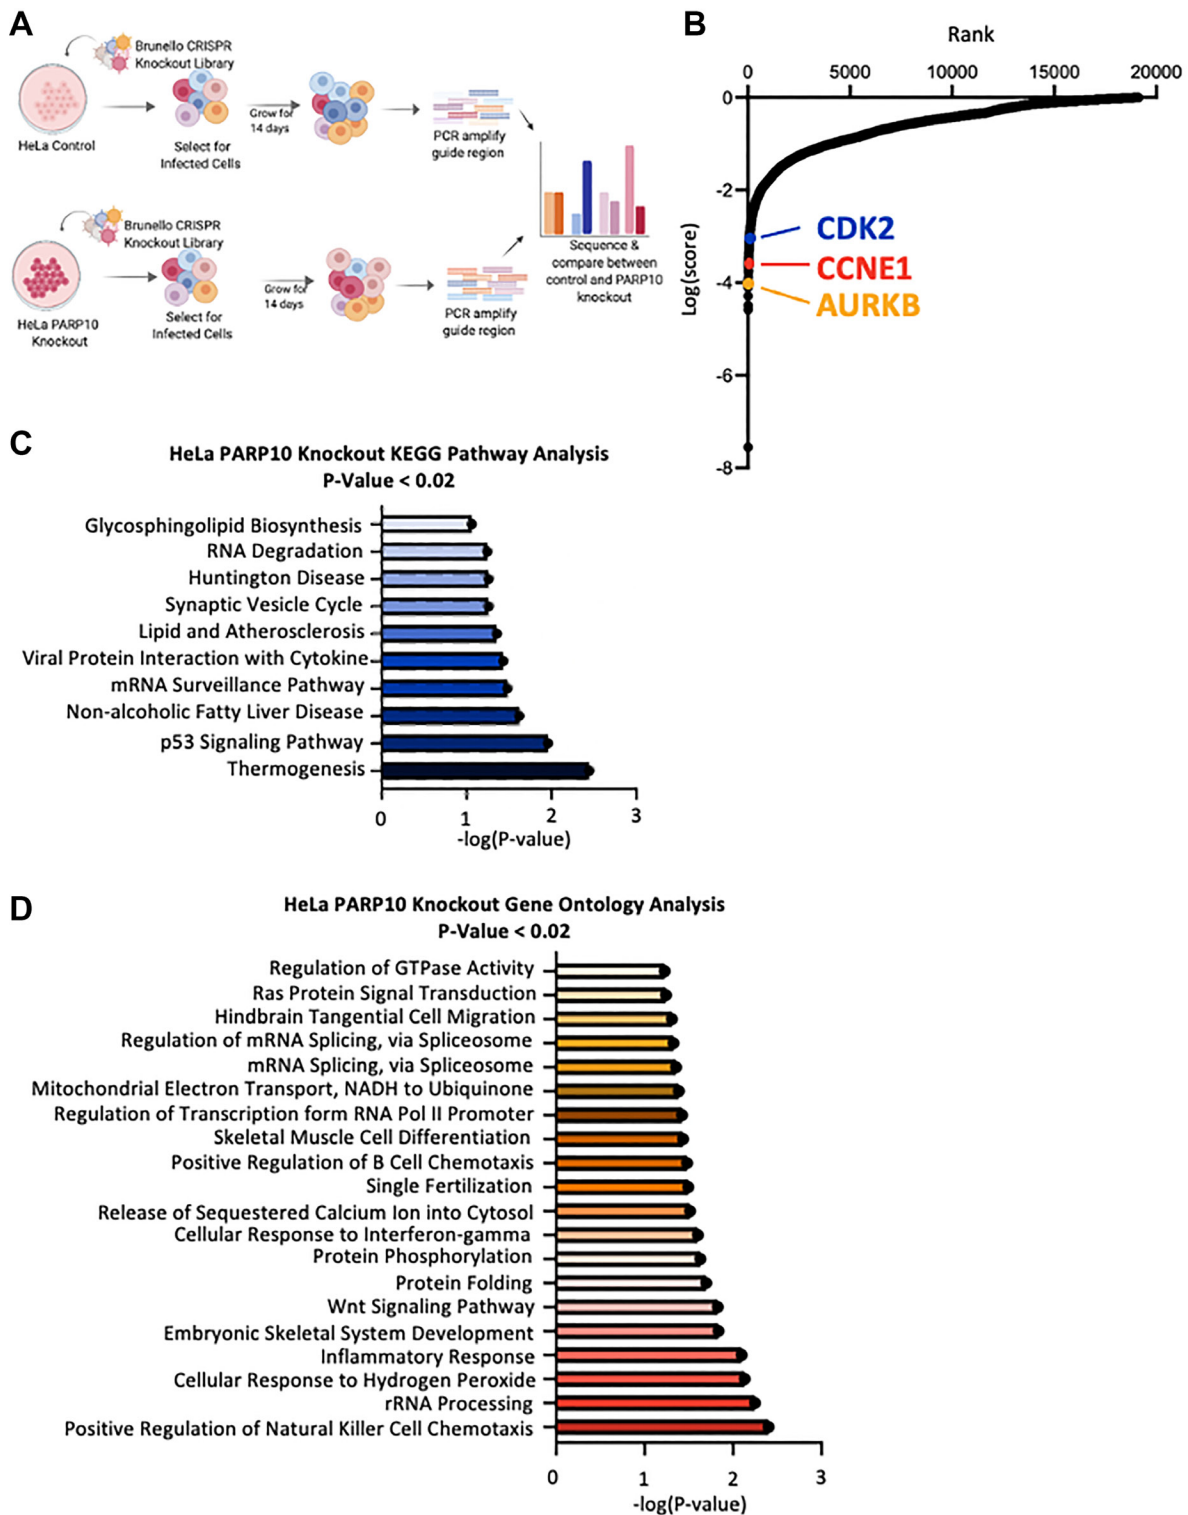 A
Brunello CRISPR
Knockout Library
HeLa Control
Select for
Infected Cells
Grow for
14 days
PCR amplify
guide region
Brunello CRISPR
Knockout Library
HeLa PARP10
Knockout
Select for
Infected Cells
Grow for
14 days
PCR amplify
guide region
Sequence &
compare between
control and PARP10
knockout
B
Rank
0 5000 10000 15000 20000
Log(score)
0
-2
-4
-6
-8
CDK2
CCNE1
AURKB
C
HeLa PARP10 Knockout KEGG Pathway Analysis
P-Value < 0.02
Glycosphingolipid Biosynthesis
RNA Degradation
Huntington Disease
Synaptic Vesicle Cycle
Lipid and Atherosclerosis
Viral Protein Interaction with Cytokine
mRNA Surveillance Pathway
Non-alcoholic Fatty Liver Disease
p53 Signaling Pathway
Thermogenesis
0 1 2 3
-log(P-value)
D
HeLa PARP10 Knockout Gene Ontology Analysis
P-Value < 0.02
Regulation of GTPase Activity
Ras Protein Signal Transduction
Hindbrain Tangential Cell Migration
Regulation of mRNA Splicing, via Spliceosome
mRNA Splicing, via Spliceosome
Mitochondrial Electron Transport, NADH to Ubiquinone
Regulation of Transcription form RNA Pol II Promoter
Skeletal Muscle Cell Differentiation
Positive Regulation of B Cell Chemotaxis
Single Fertilization
Release of Sequestered Calcium Ion into Cytosol
Cellular Response to Interferon-gamma
Protein Phosphorylation
Protein Folding
Wnt Signaling Pathway
Embryonic Skeletal System Development
Inflammatory Response
Cellular Response to Hydrogen Peroxide
rRNA Processing
Positive Regulation of Natural Killer Cell Chemotaxis
0 1 2 3
-log(P-value)